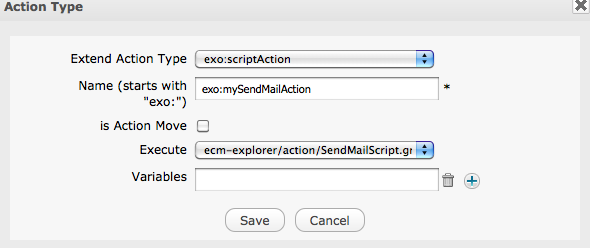 Action Type
Extend Action Type exo:scriptAction
Name (starts with "exo:") exo:mySendMailAction *
is Action Move
Execute ecm-explorer/action/SendMailScript.gr
Variables
Save Cancel